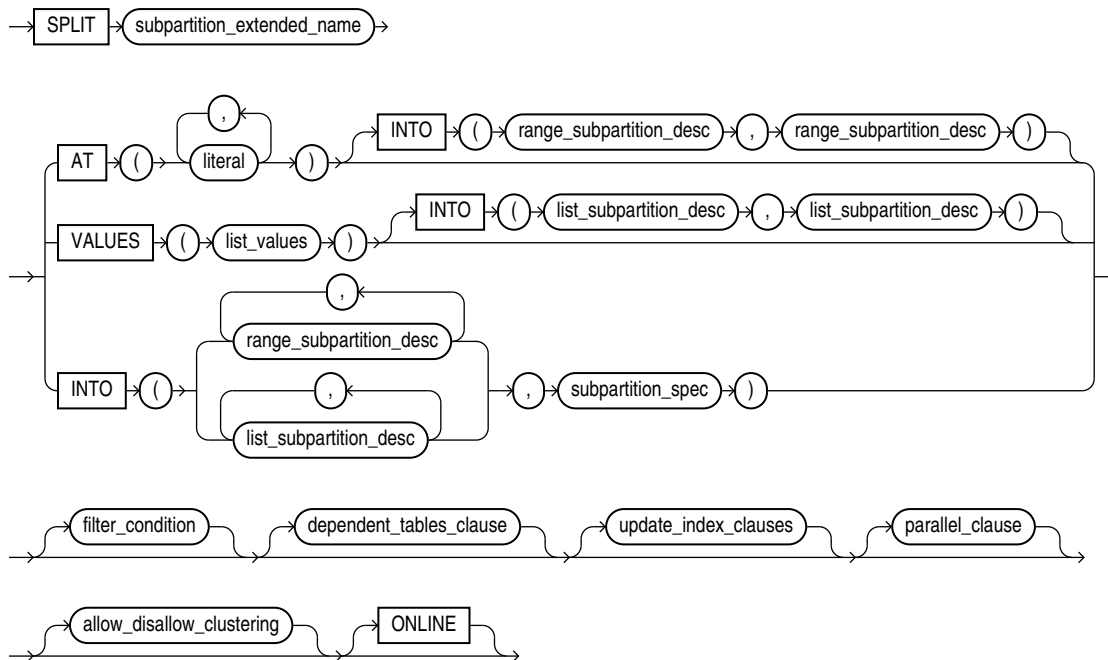 SPLIT subpartition_extended_name
,
INTO ( range_subpartition_desc , range_subpartition_desc )
AT ( literal )
INTO ( list_subpartition_desc , list_subpartition_desc )
VALUES ( list_values )
,
range_subpartition_desc
INTO ( , , subpartition_spec )
list_subpartition_desc
filter_condition dependent_tables_clause update_index_clauses parallel_clause
allow_disallow_clustering ONLINE